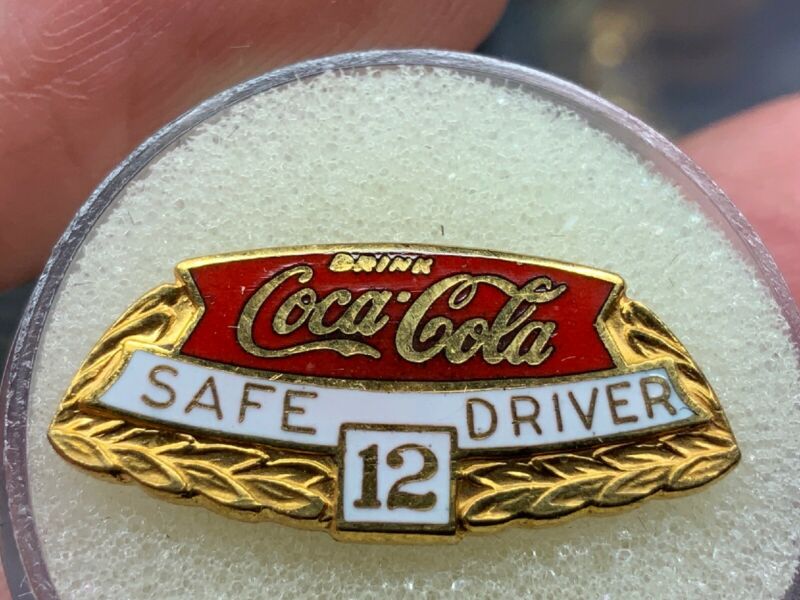 DRINK
Coca-Cola
SAFE DRIVER
12